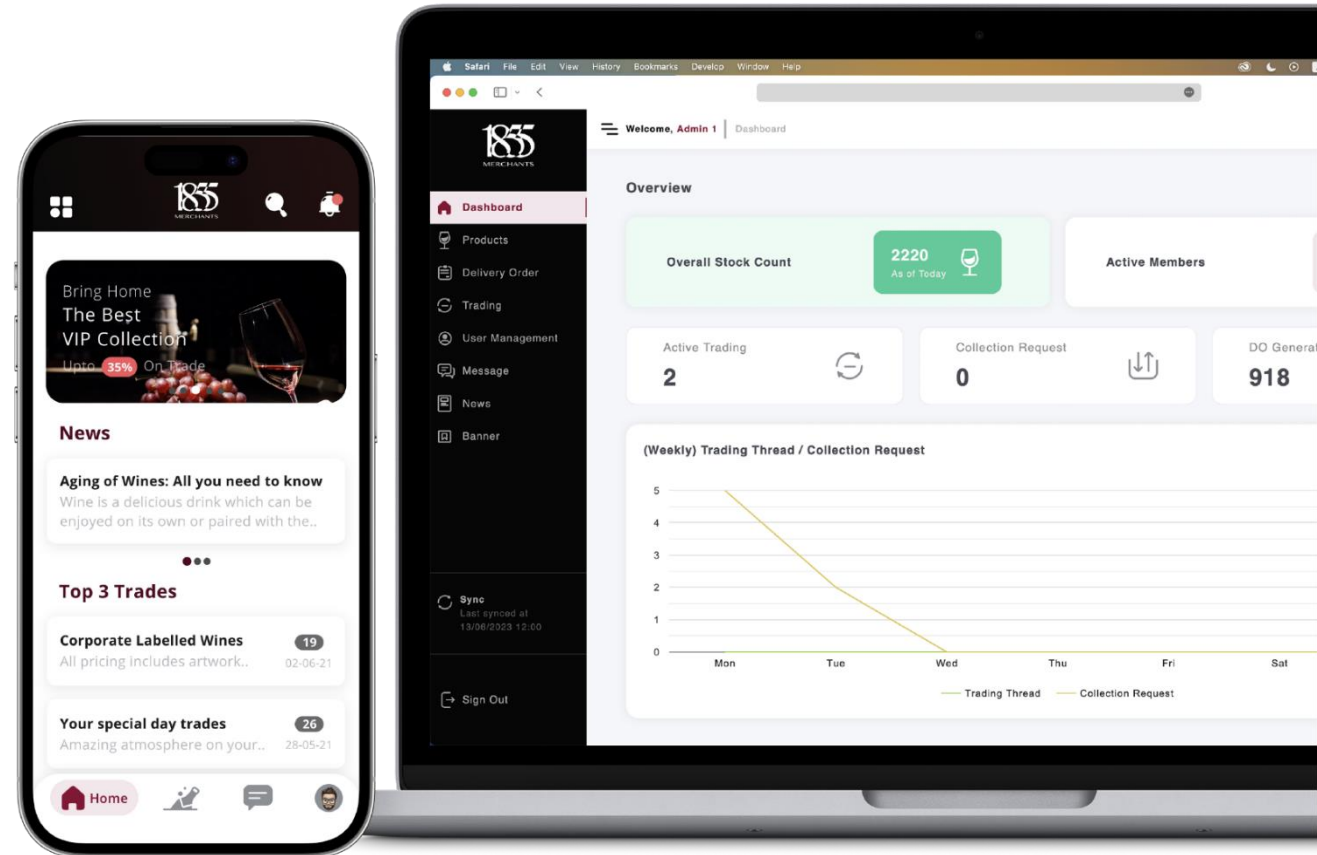 1855
MERCHANTS
Bring Home
The Best
VIP Collection
Upto 35% On Trade
News
Aging of Wines: All you need to know
Wine is a delicious drink which can be
enjoyed on its own or paired with the..
Top 3 Trades
Corporate Labelled Wines 19
All pricing includes artwork.. 02-06-21
Your special day trades 26
Amazing atmosphere on your.. 28-05-21
Home
Safari File Edit View History Bookmarks Develop Window Help
1855
MERCHANTS
Welcome, Admin 1 Dashboard
Dashboard
Products
Delivery Order
Trading
User Management
Message
News
Banner
Sync
Last synced at
13/06/2023 12:00
Sign Out
Overview
Overall Stock Count
2220
As of Today
Active Members
Active Trading
2
Collection Request
0
DO Generat
918
(Weekly) Trading Thread / Collection Request
5
4
3
2
1
0
Mon Tue Wed Thu Fri Sat
Trading Thread Collection Request